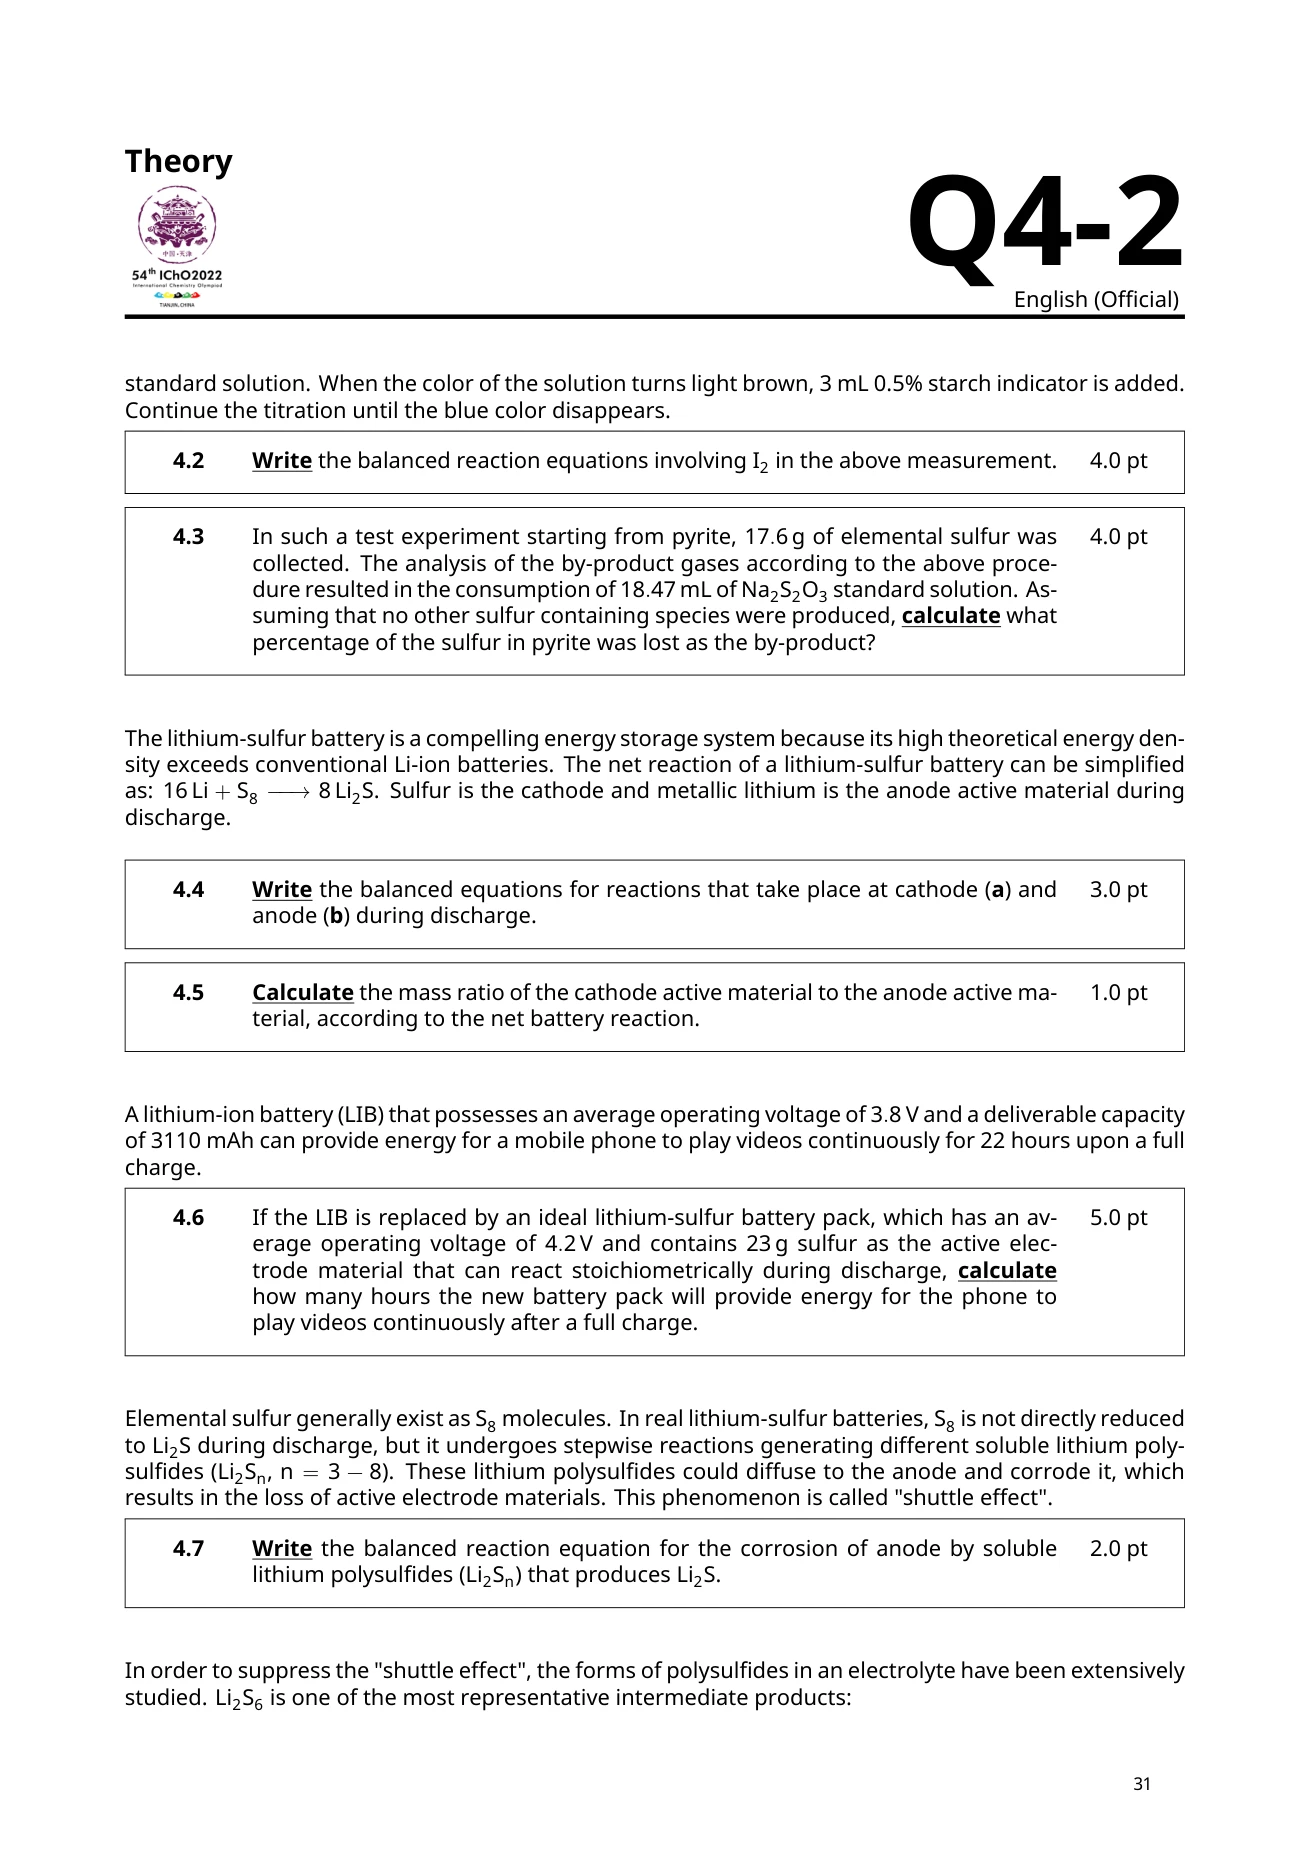 Theory
Q4-2
54th IChO2022
International Chemistry Olympiad
TIANJIN, CHINA
English (Official)
standard solution. When the color of the solution turns light brown, 3 mL 0.5% starch indicator is added.
Continue the titration until the blue color disappears.
4.2 Write the balanced reaction equations involving I2 in the above measurement. 4.0 pt
4.3 In such a test experiment starting from pyrite, 17.6 g of elemental sulfur was 4.0 pt
collected. The analysis of the by-product gases according to the above proce-
dure resulted in the consumption of 18.47 mL of Na2S2O3 standard solution. As-
suming that no other sulfur containing species were produced, calculate what
percentage of the sulfur in pyrite was lost as the by-product?
The lithium-sulfur battery is a compelling energy storage system because its high theoretical energy den-
sity exceeds conventional Li-ion batteries. The net reaction of a lithium-sulfur battery can be simplified
as: 16 Li + S8 ⟶ 8 Li2S. Sulfur is the cathode and metallic lithium is the anode active material during
discharge.
4.4 Write the balanced equations for reactions that take place at cathode (a) and 3.0 pt
anode (b) during discharge.
4.5 Calculate the mass ratio of the cathode active material to the anode active ma- 1.0 pt
terial, according to the net battery reaction.
A lithium-ion battery (LIB) that possesses an average operating voltage of 3.8 V and a deliverable capacity
of 3110 mAh can provide energy for a mobile phone to play videos continuously for 22 hours upon a full
charge.
4.6 If the LIB is replaced by an ideal lithium-sulfur battery pack, which has an av- 5.0 pt
erage operating voltage of 4.2 V and contains 23 g sulfur as the active elec-
trode material that can react stoichiometrically during discharge, calculate
how many hours the new battery pack will provide energy for the phone to
play videos continuously after a full charge.
Elemental sulfur generally exist as S8 molecules. In real lithium-sulfur batteries, S8 is not directly reduced
to Li2S during discharge, but it undergoes stepwise reactions generating different soluble lithium poly-
sulfides (Li2Sn, n = 3 − 8). These lithium polysulfides could diffuse to the anode and corrode it, which
results in the loss of active electrode materials. This phenomenon is called "shuttle effect".
4.7 Write the balanced reaction equation for the corrosion of anode by soluble 2.0 pt
lithium polysulfides (Li2Sn) that produces Li2S.
In order to suppress the "shuttle effect", the forms of polysulfides in an electrolyte have been extensively
studied. Li2S6 is one of the most representative intermediate products:
31